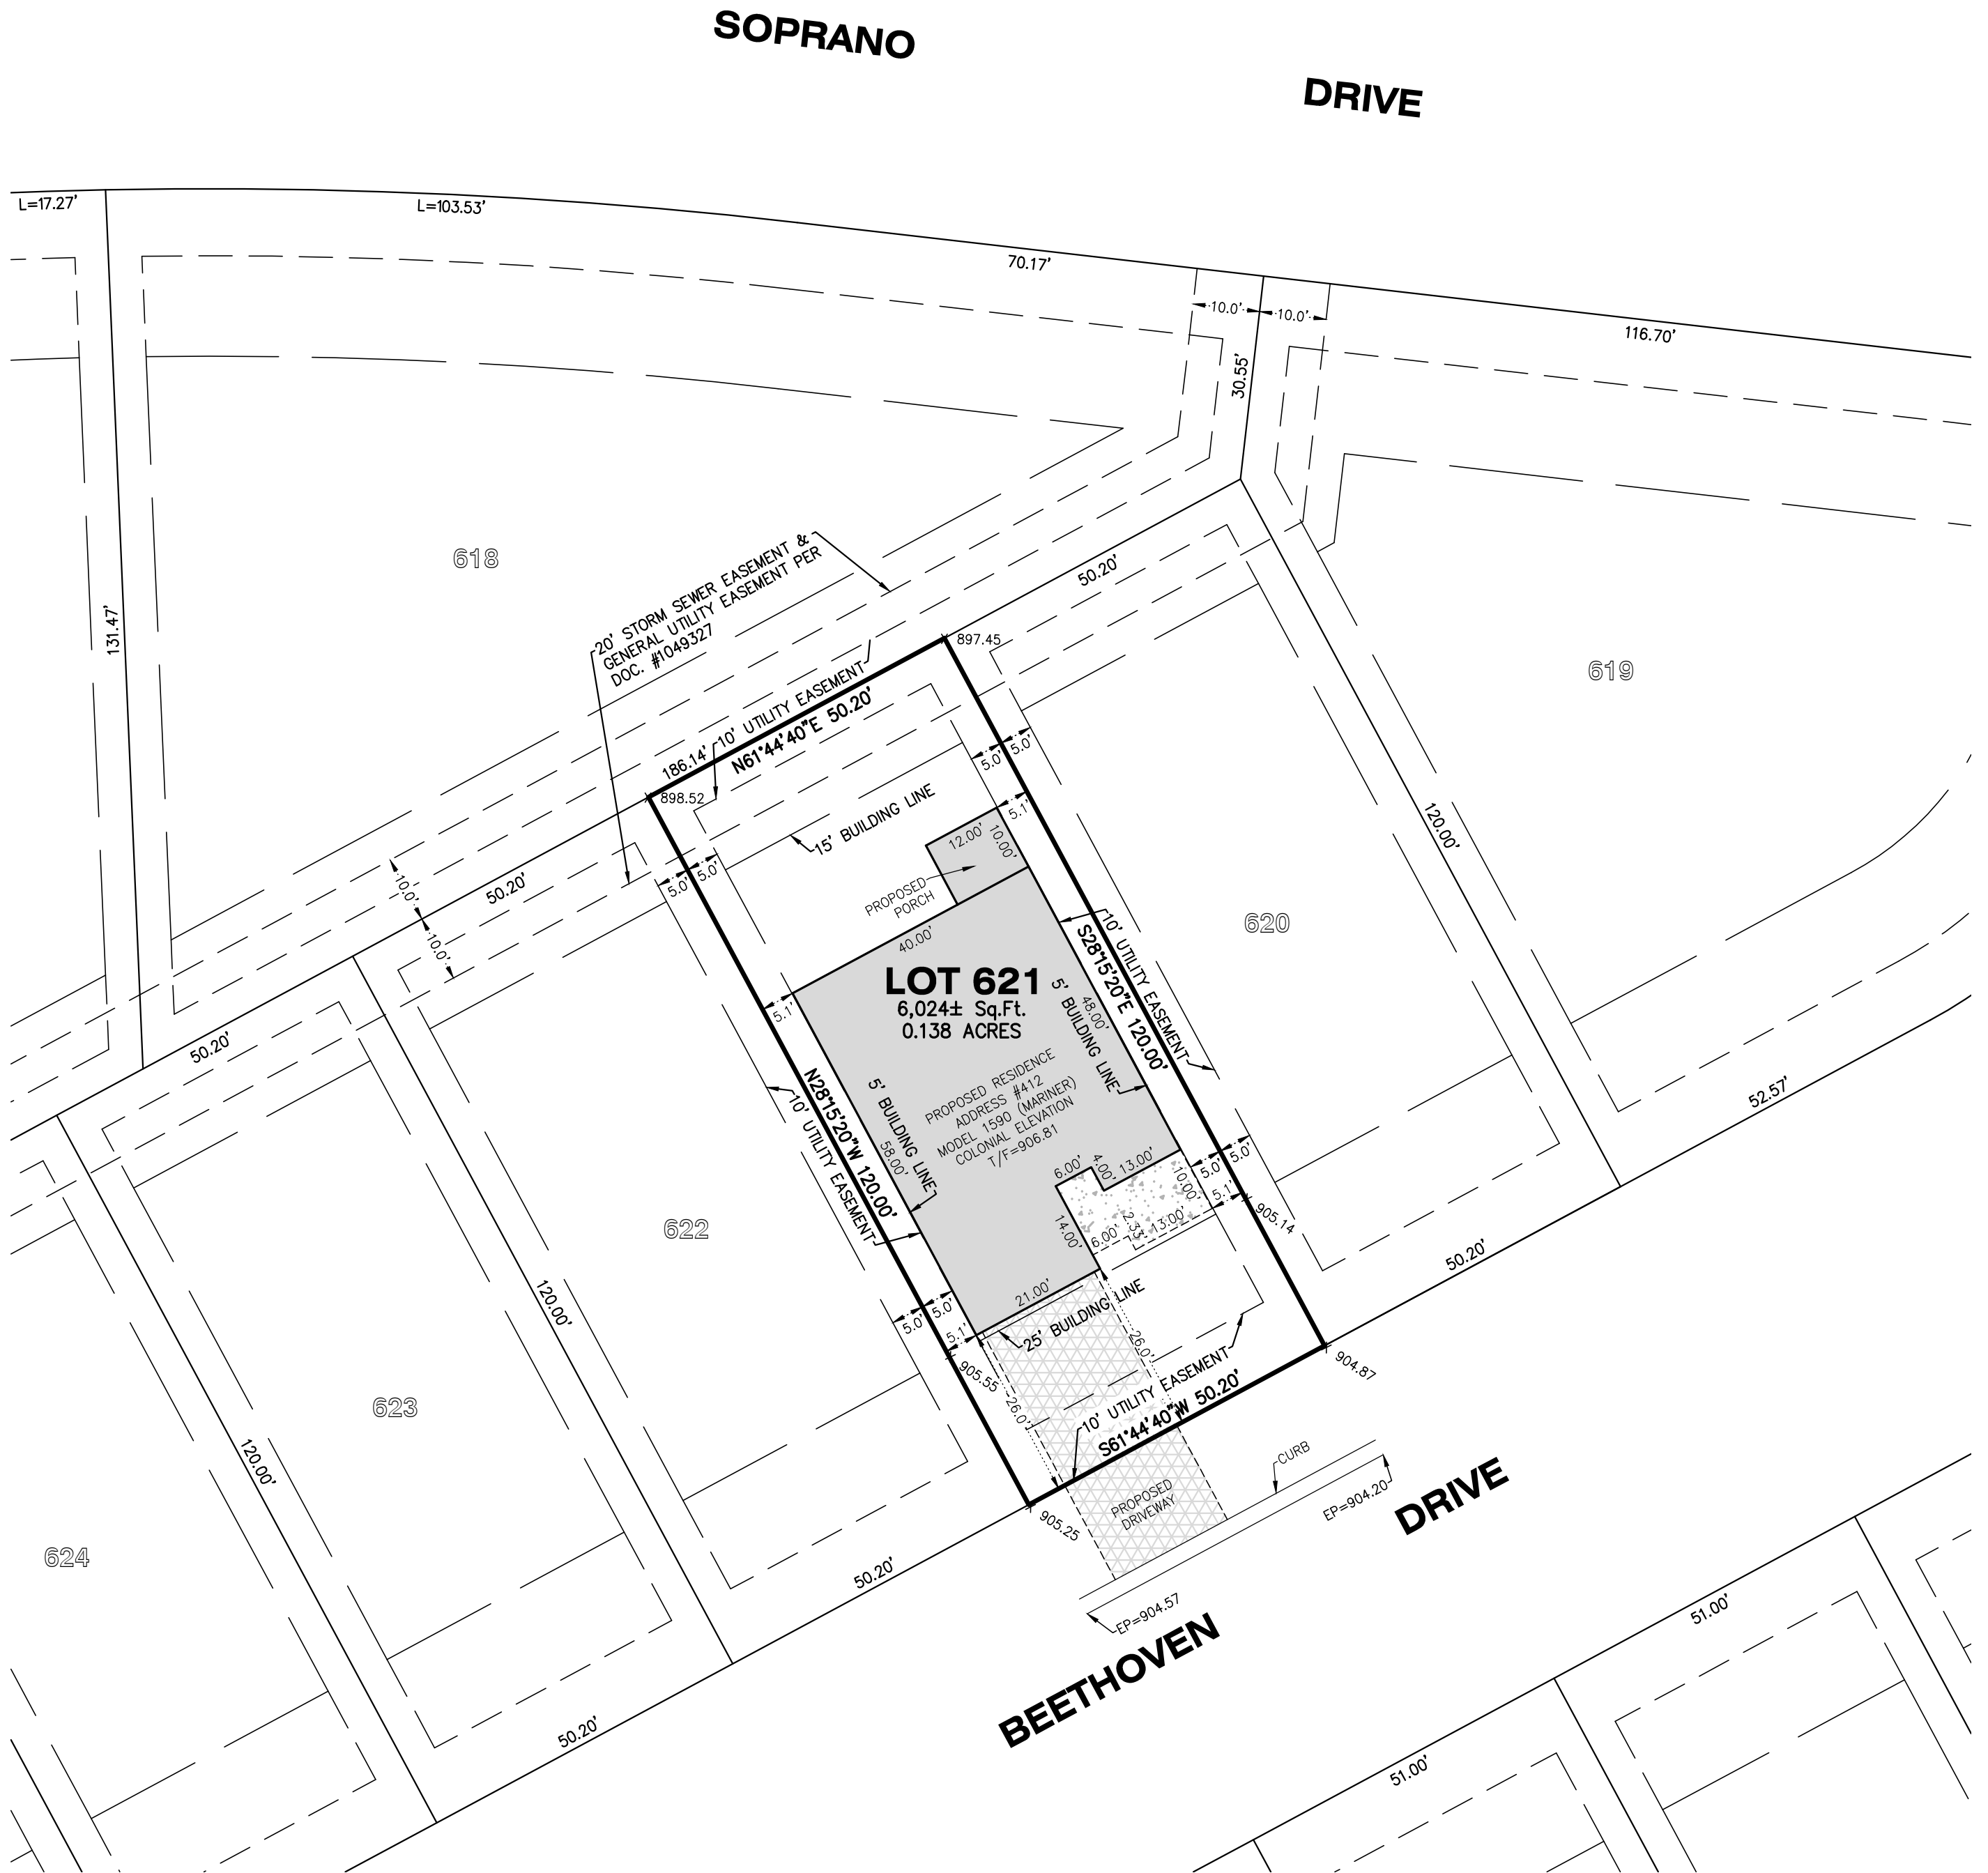 SOPRANO
DRIVE
L=17.27'
L=103.53'
70.17'
10.0'
10.0'
116.70'
30.55'
131.47'
618
619
20' STORM SEWER EASEMENT &
GENERAL UTILITY EASEMENT PER
DOC. #1049327
50.20'
897.45
10' UTILITY EASEMENT
186.14'
N61°44'40"E 50.20'
898.52
5.0'
5.0'
15' BUILDING LINE
5.1'
12.00'
10.00'
120.00'
5.0'
5.0'
10.0'
10.0'
50.20'
PROPOSED
PORCH
40.00'
620
10' UTILITY EASEMENT
S28°15'20"E 120.00'
5' BUILDING LINE
48.00'
LOT 621
6,024± Sq.Ft.
0.138 ACRES
5.1'
50.20'
PROPOSED RESIDENCE
ADDRESS #412
MODEL 1590 (MARINER)
COLONIAL ELEVATION
T/F=906.81
5' BUILDING LINE
58.00'
N28°15'20"W 120.00'
10' UTILITY EASEMENT
52.57'
6.00'
4.00'
13.00'
10.00'
5.0'
5.0'
5.1'
905.14
14.00'
6.00'
2.33'
13.00'
622
120.00'
50.20'
21.00'
25' BUILDING LINE
5.0'
5.0'
5.1'
905.55
26.0'
26.0'
10' UTILITY EASEMENT
S61°44'40"W 50.20'
904.87
623
120.00'
624
905.25
PROPOSED
DRIVEWAY
CURB
EP=904.20
DRIVE
EP=904.57
BEETHOVEN
50.20'
50.20'
51.00'
51.00'